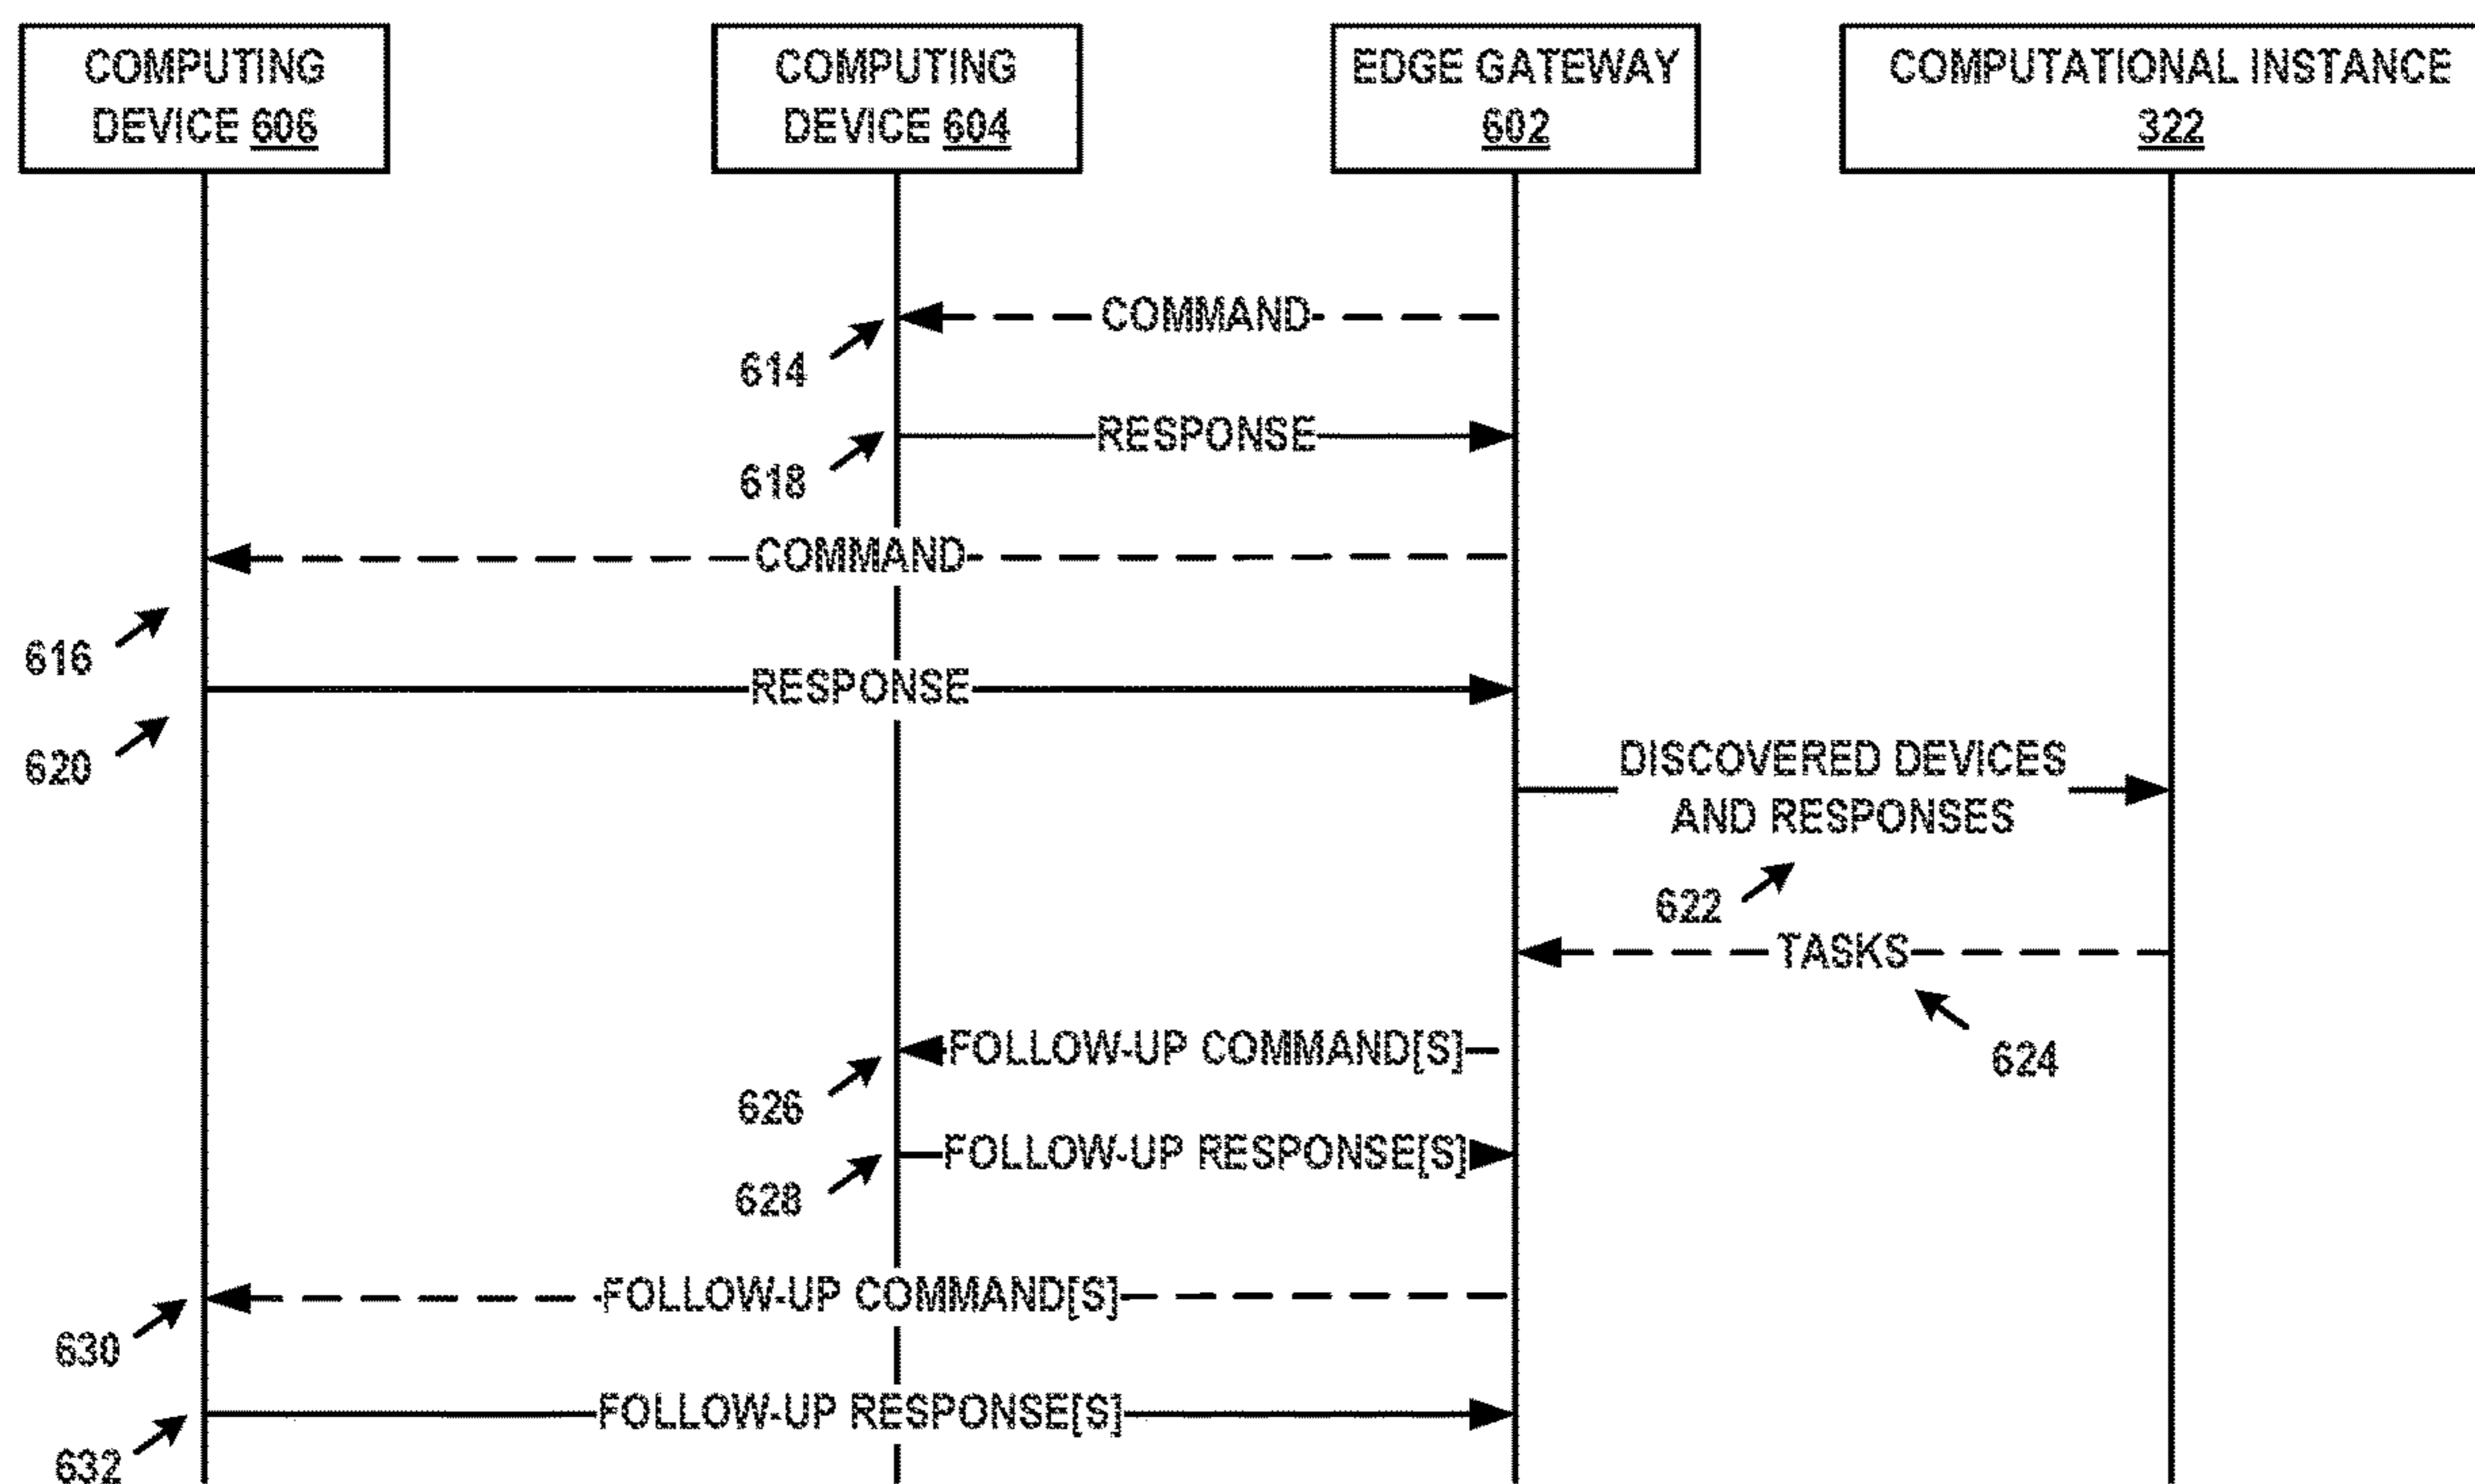 COMPUTING
DEVICE 606
COMPUTING
DEVICE 604
EDGE GATEWAY
602
COMPUTATIONAL INSTANCE
322
COMMAND
614
RESPONSE
618
COMMAND
616
RESPONSE
620
DISCOVERED DEVICES
AND RESPONSES
622
TASKS
624
FOLLOW-UP COMMAND[S]
626
FOLLOW-UP RESPONSE[S]
628
FOLLOW-UP COMMAND[S]
630
FOLLOW-UP RESPONSE[S]
632